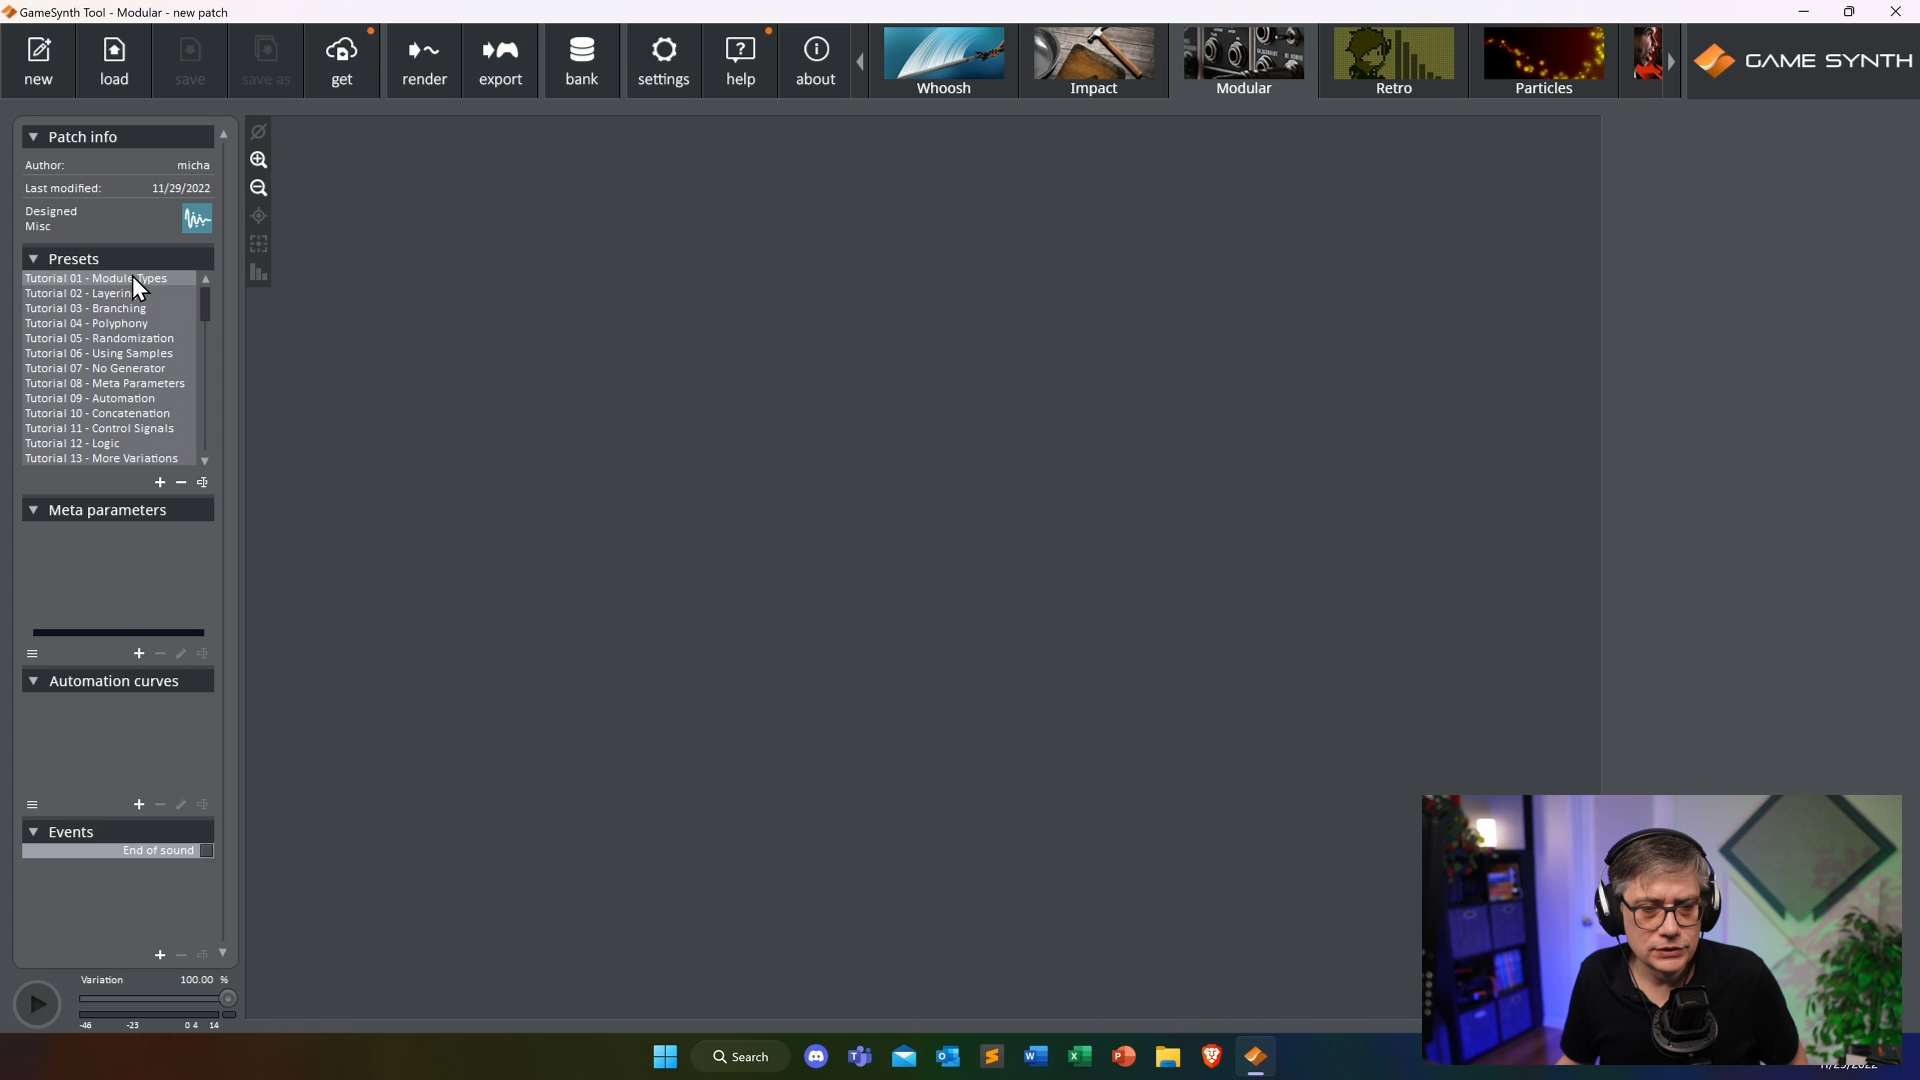 GameSynth Tool - Modular - new patch
new
load
save
save as
get
render
export
bank
settings
help
about
Whoosh
Impact
Modular
Retro
Particles
GAME SYNTH
Patch info
Author: micha
Last modified: 11/29/2022
Designed
Misc
Presets
Tutorial 01 - Module Types
Tutorial 02 -
Tutorial 03 - Branching
Tutorial 04 - Polyphony
Tutorial 05 - Randomization
Tutorial 06 - Using Samples
Tutorial 07 - No Generator
Tutorial 08 - Meta Parameters
Tutorial 09 - Automation
Tutorial 10 - Concatenation
Tutorial 11 - Control Signals
Tutorial 12 - Logic
Tutorial 13 - More Variations
Meta parameters
Automation curves
Events
End of sound
Variation 100.00 %
-46 -23 0 4 14
Search